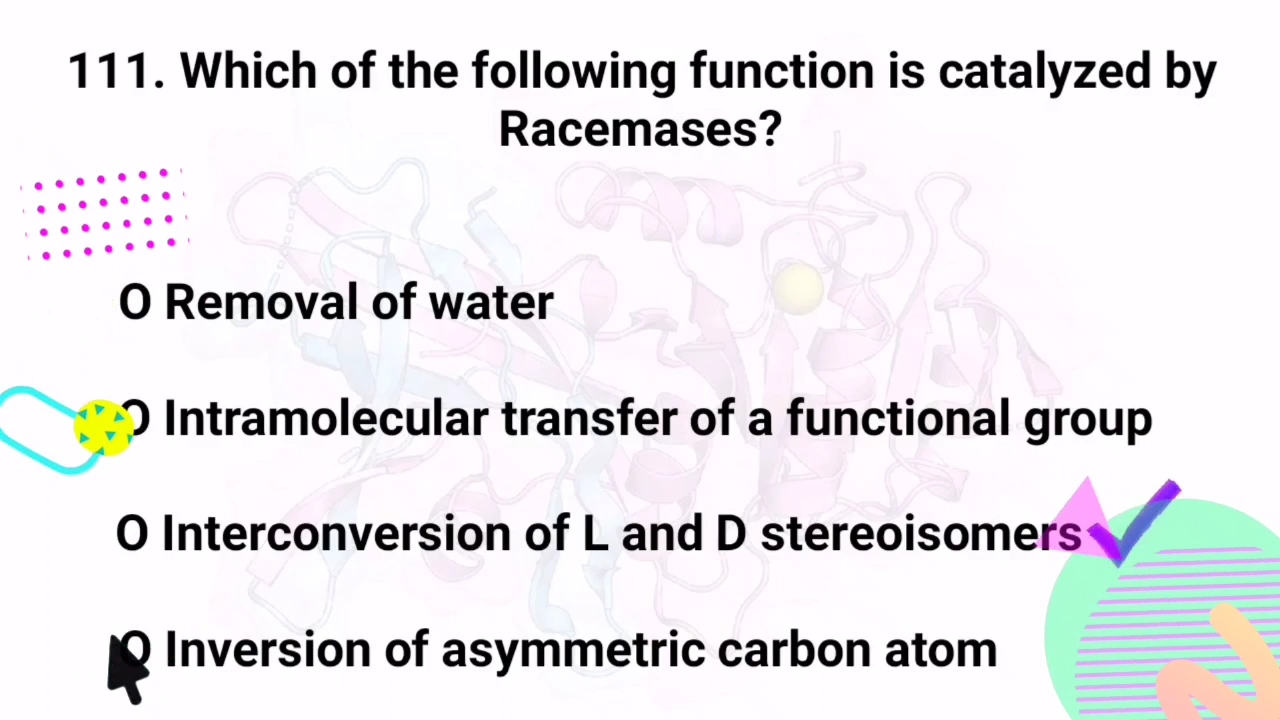 111. Which of the following function is catalyzed by
Racemases?
O Removal of water
O Intramolecular transfer of a functional group
O Interconversion of L and D stereoisomers
O Inversion of asymmetric carbon atom